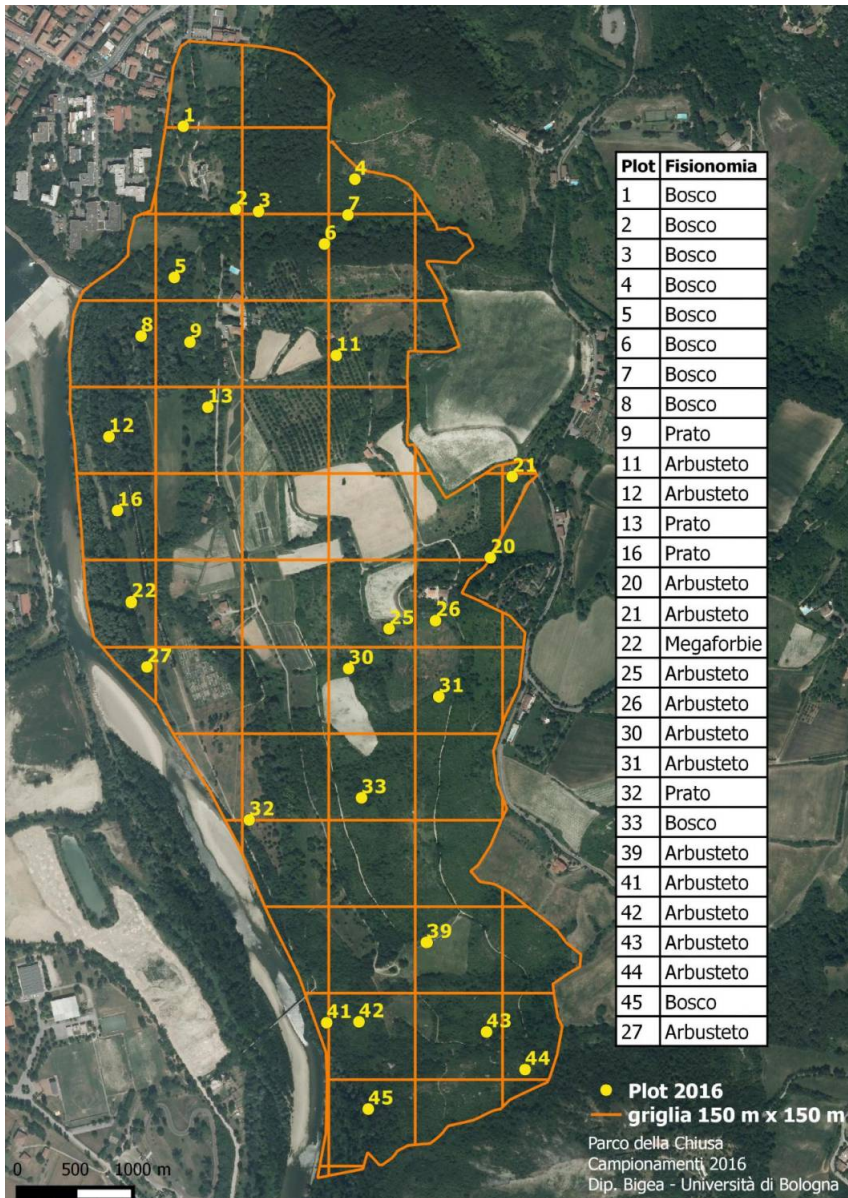 1
4
2
3
7
6
5
8
9
11
13
12
21
16
20
22
25
26
27
30
31
33
32
39
41
42
43
44
45
Plot Fisionomia
1 Bosco
2 Bosco
3 Bosco
4 Bosco
5 Bosco
6 Bosco
7 Bosco
8 Bosco
9 Prato
11 Arbusteto
12 Arbusteto
13 Prato
16 Prato
20 Arbusteto
21 Arbusteto
22 Megaforbie
25 Arbusteto
26 Arbusteto
30 Arbusteto
31 Arbusteto
32 Prato
33 Bosco
39 Arbusteto
41 Arbusteto
42 Arbusteto
43 Arbusteto
44 Arbusteto
45 Bosco
27 Arbusteto
Plot 2016
griglia 150 m x 150 m
Parco della Chiusa
Campionamenti 2016
Dip. Bigea - Università di Bologna
0 500 1000 m